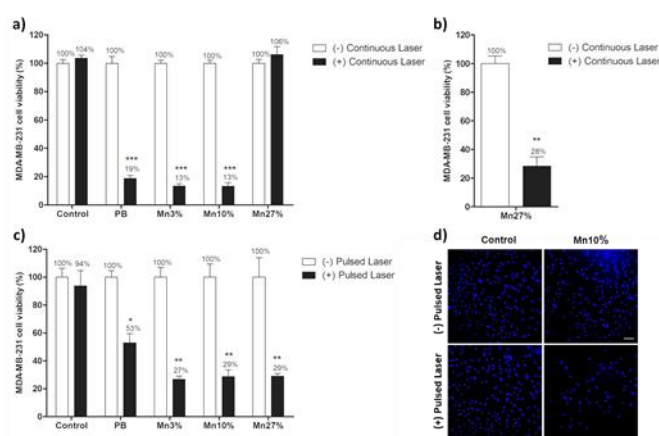 a)
(-) Continuous Laser
(+) Continuous Laser
MDA-MB-231 cell viability (%)
120
100
80
60
40
20
0
100% 104% 100% 100% 100% 100% 106%
*** *** ***
19% 13% 13%
Control PB Mn3% Mn10% Mn27%
b)
(-) Continuous Laser
(+) Continuous Laser
MDA-MB-231 cell viability (%)
120
100
80
60
40
20
0
100%
**
28%
Mn27%
c)
(-) Pulsed Laser
(+) Pulsed Laser
MDA-MB-231 cell viability (%)
120
100
80
60
40
20
0
100% 94% 100% 100% 100% 100%
* ** ** **
53% 27% 29% 29%
Control PB Mn3% Mn10% Mn27%
d)
Control Mn10%
(-) Pulsed Laser
(+) Pulsed Laser